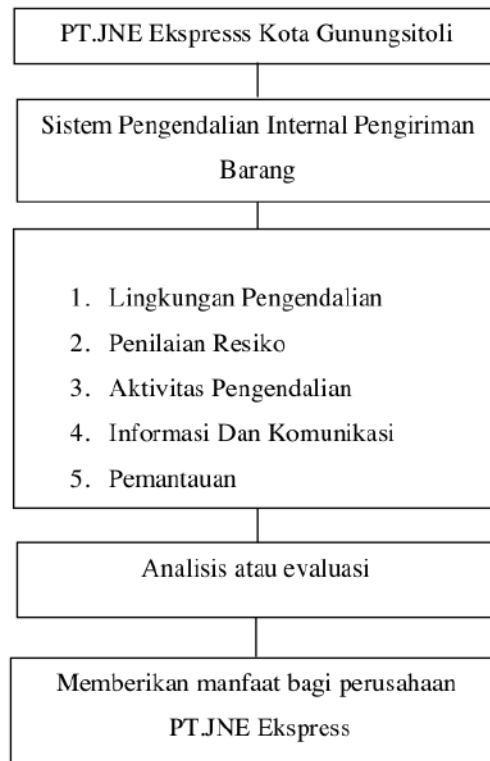 PT.JNE Ekspresss Kota Gunungsitoli
Sistem Pengendalian Internal Pengiriman
Barang
1. Lingkungan Pengendalian
2. Penilaian Resiko
3. Aktivitas Pengendalian
4. Informasi Dan Komunikasi
5. Pemantauan
Analisis atau evaluasi
Memberikan manfaat bagi perusahaan
PT.JNE Ekspress